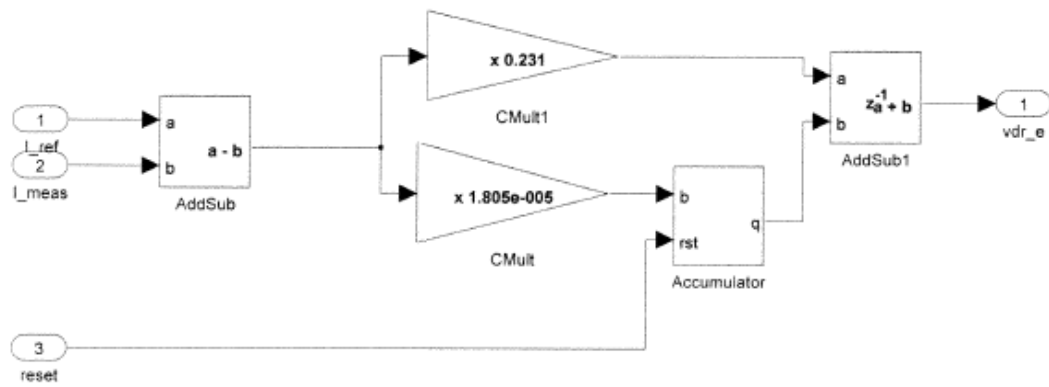 x 0.231
CMult1
1
I_ref
2
I_meas
a
b
a - b
AddSub
x 1.805e-005
CMult
b
rst
q
Accumulator
a
b
z^-1
a + b
AddSub1
1
vdr_e
3
reset